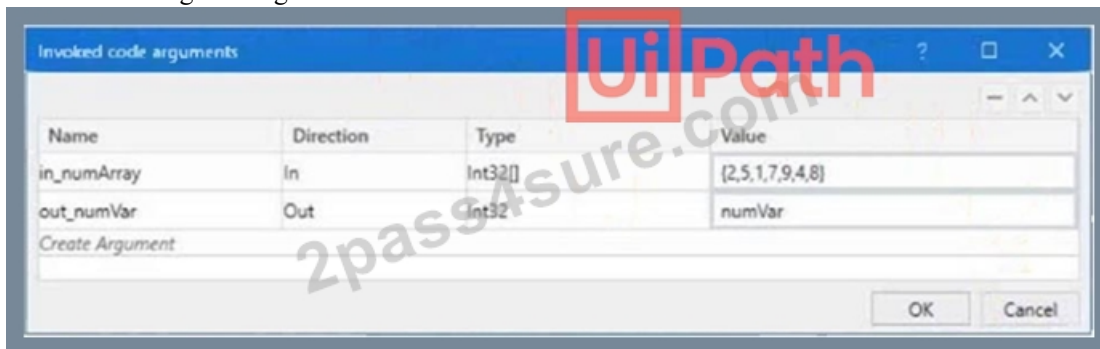 Invoked code arguments
UiPath
2pass4sure.com
Name Direction Type Value
in_numArray In Int32[] {2,5,1,7,9,4,8}
out_numVar Out Int32 numVar
Create Argument
OK Cancel